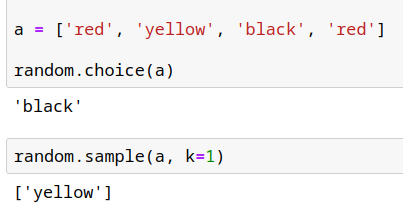 a = ['red', 'yellow', 'black', 'red']
random.choice(a)
'black'
random.sample(a, k=1)
['yellow']